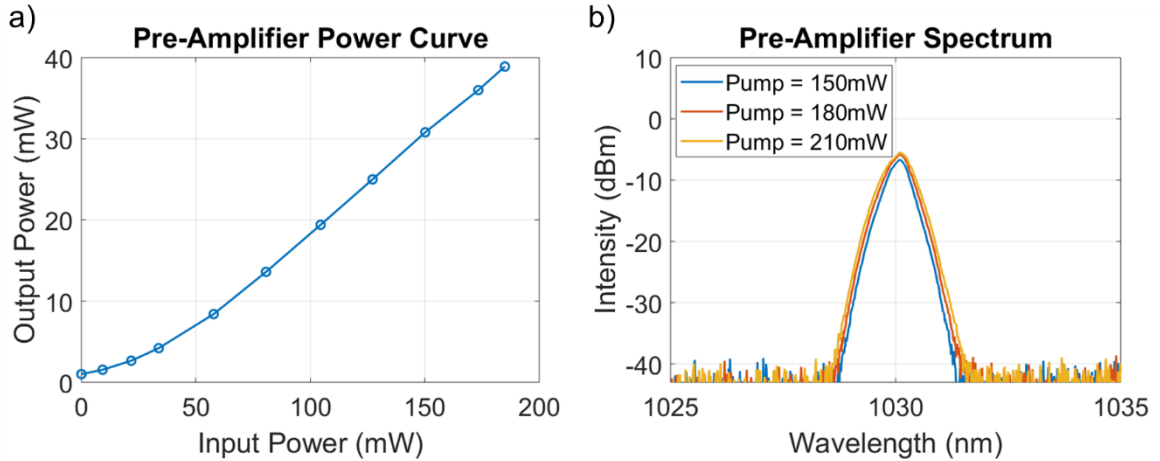 a)
Pre-Amplifier Power Curve
Output Power (mW)
40
30
20
10
0
0 50 100 150 200
Input Power (mW)
b)
Pre-Amplifier Spectrum
Pump = 150mW
Pump = 180mW
Pump = 210mW
Intensity (dBm)
10
0
-10
-20
-30
-40
1025 1030 1035
Wavelength (nm)